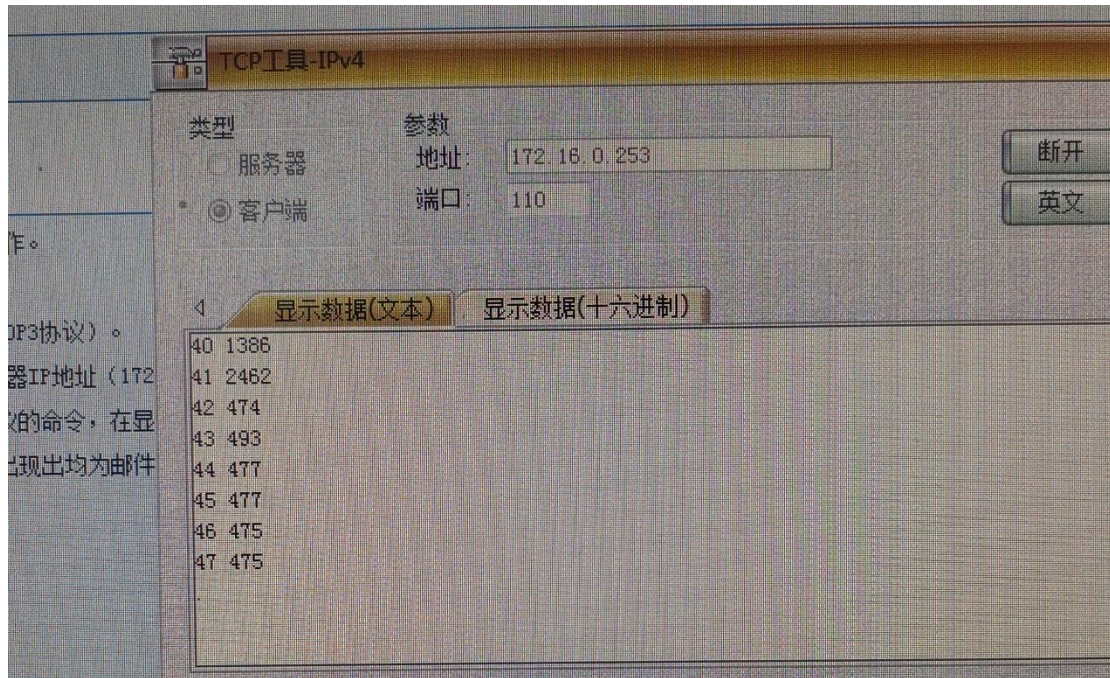 TCP工具-IPv4
类型
服务器
客户端
参数
地址:
172.16.0.253
端口:
110
断开
英文
作。
OP3协议)。
器IP地址(172
议的命令,在显
出现出均为邮件
显示数据(文本)
显示数据(十六进制)
40 1386
41 2462
42 474
43 493
44 477
45 477
46 475
47 475
.